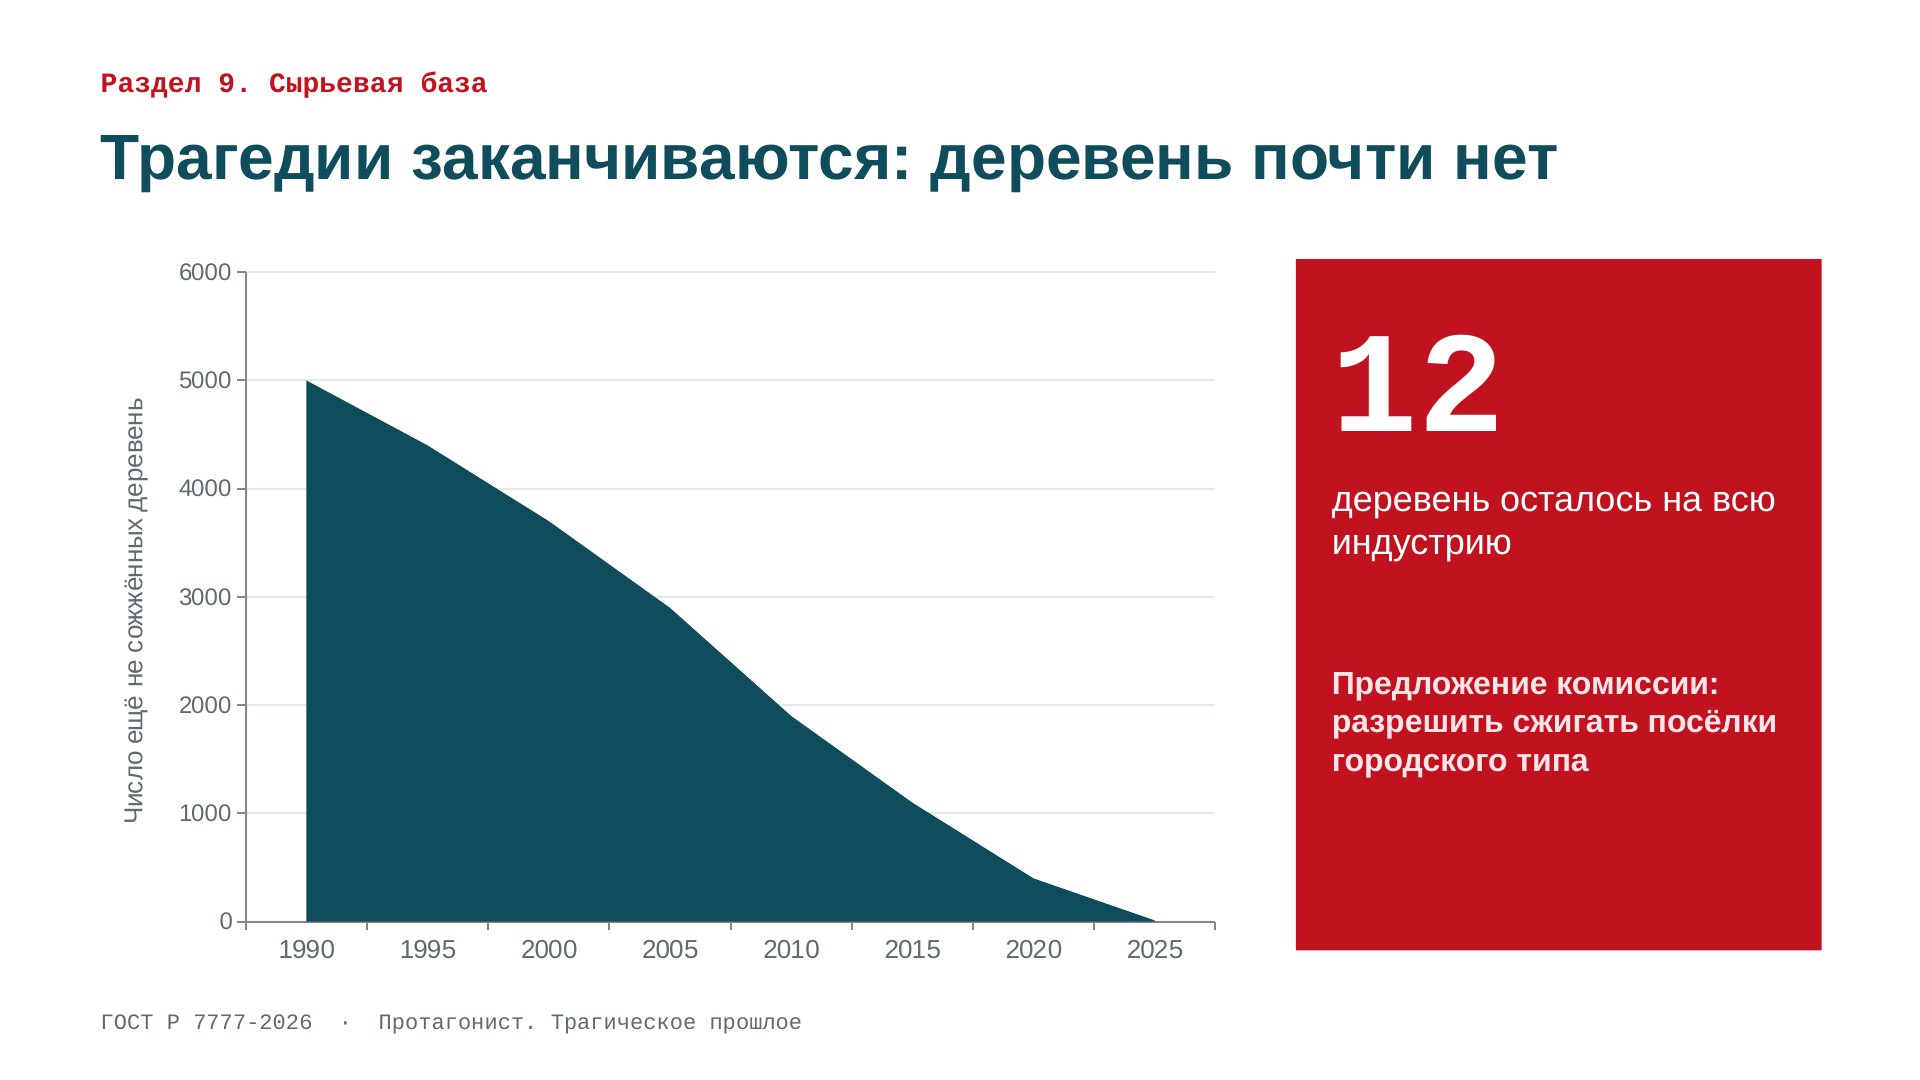 Раздел 9. Сырьевая база
Трагедии заканчиваются: деревень почти нет
Число ещё не сожжённых деревень
6000
5000
4000
3000
2000
1000
0
1990 1995 2000 2005 2010 2015 2020 2025
12
деревень осталось на всю
индустрию
Предложение комиссии:
разрешить сжигать посёлки
городского типа
ГОСТ Р 7777-2026 · Протагонист. Трагическое прошлое